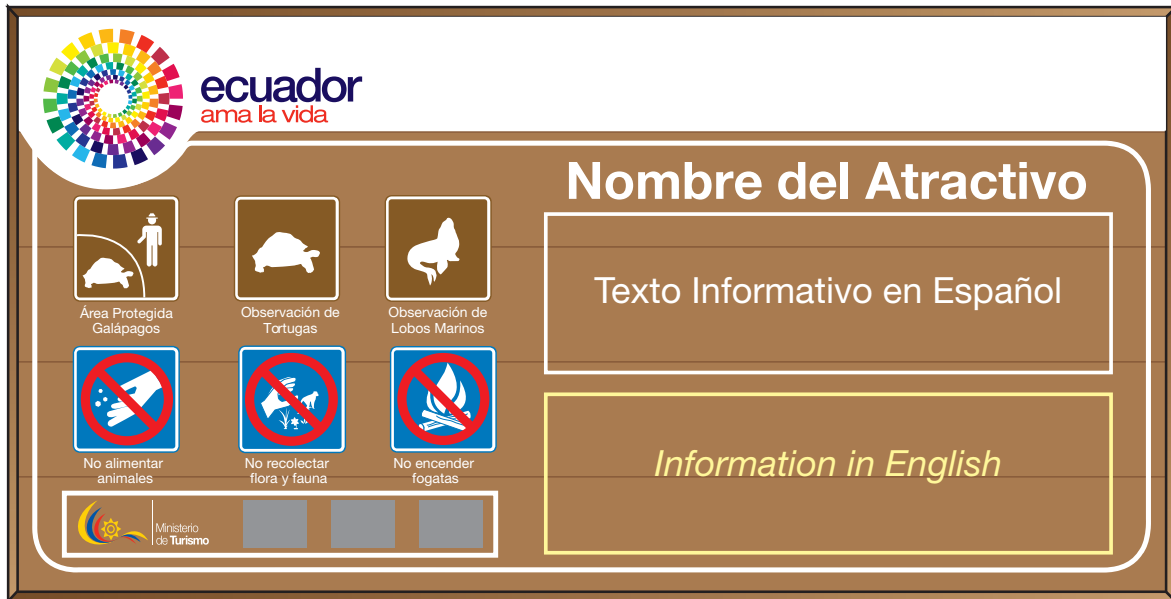 ecuador
ama la vida
Nombre del Atractivo
Área Protegida
Galápagos
Observación de
Tortugas
Observación de
Lobos Marinos
No alimentar
animales
No recolectar
flora y fauna
No encender
fogatas
Ministerio
de Turismo
Texto Informativo en Español
Information in English